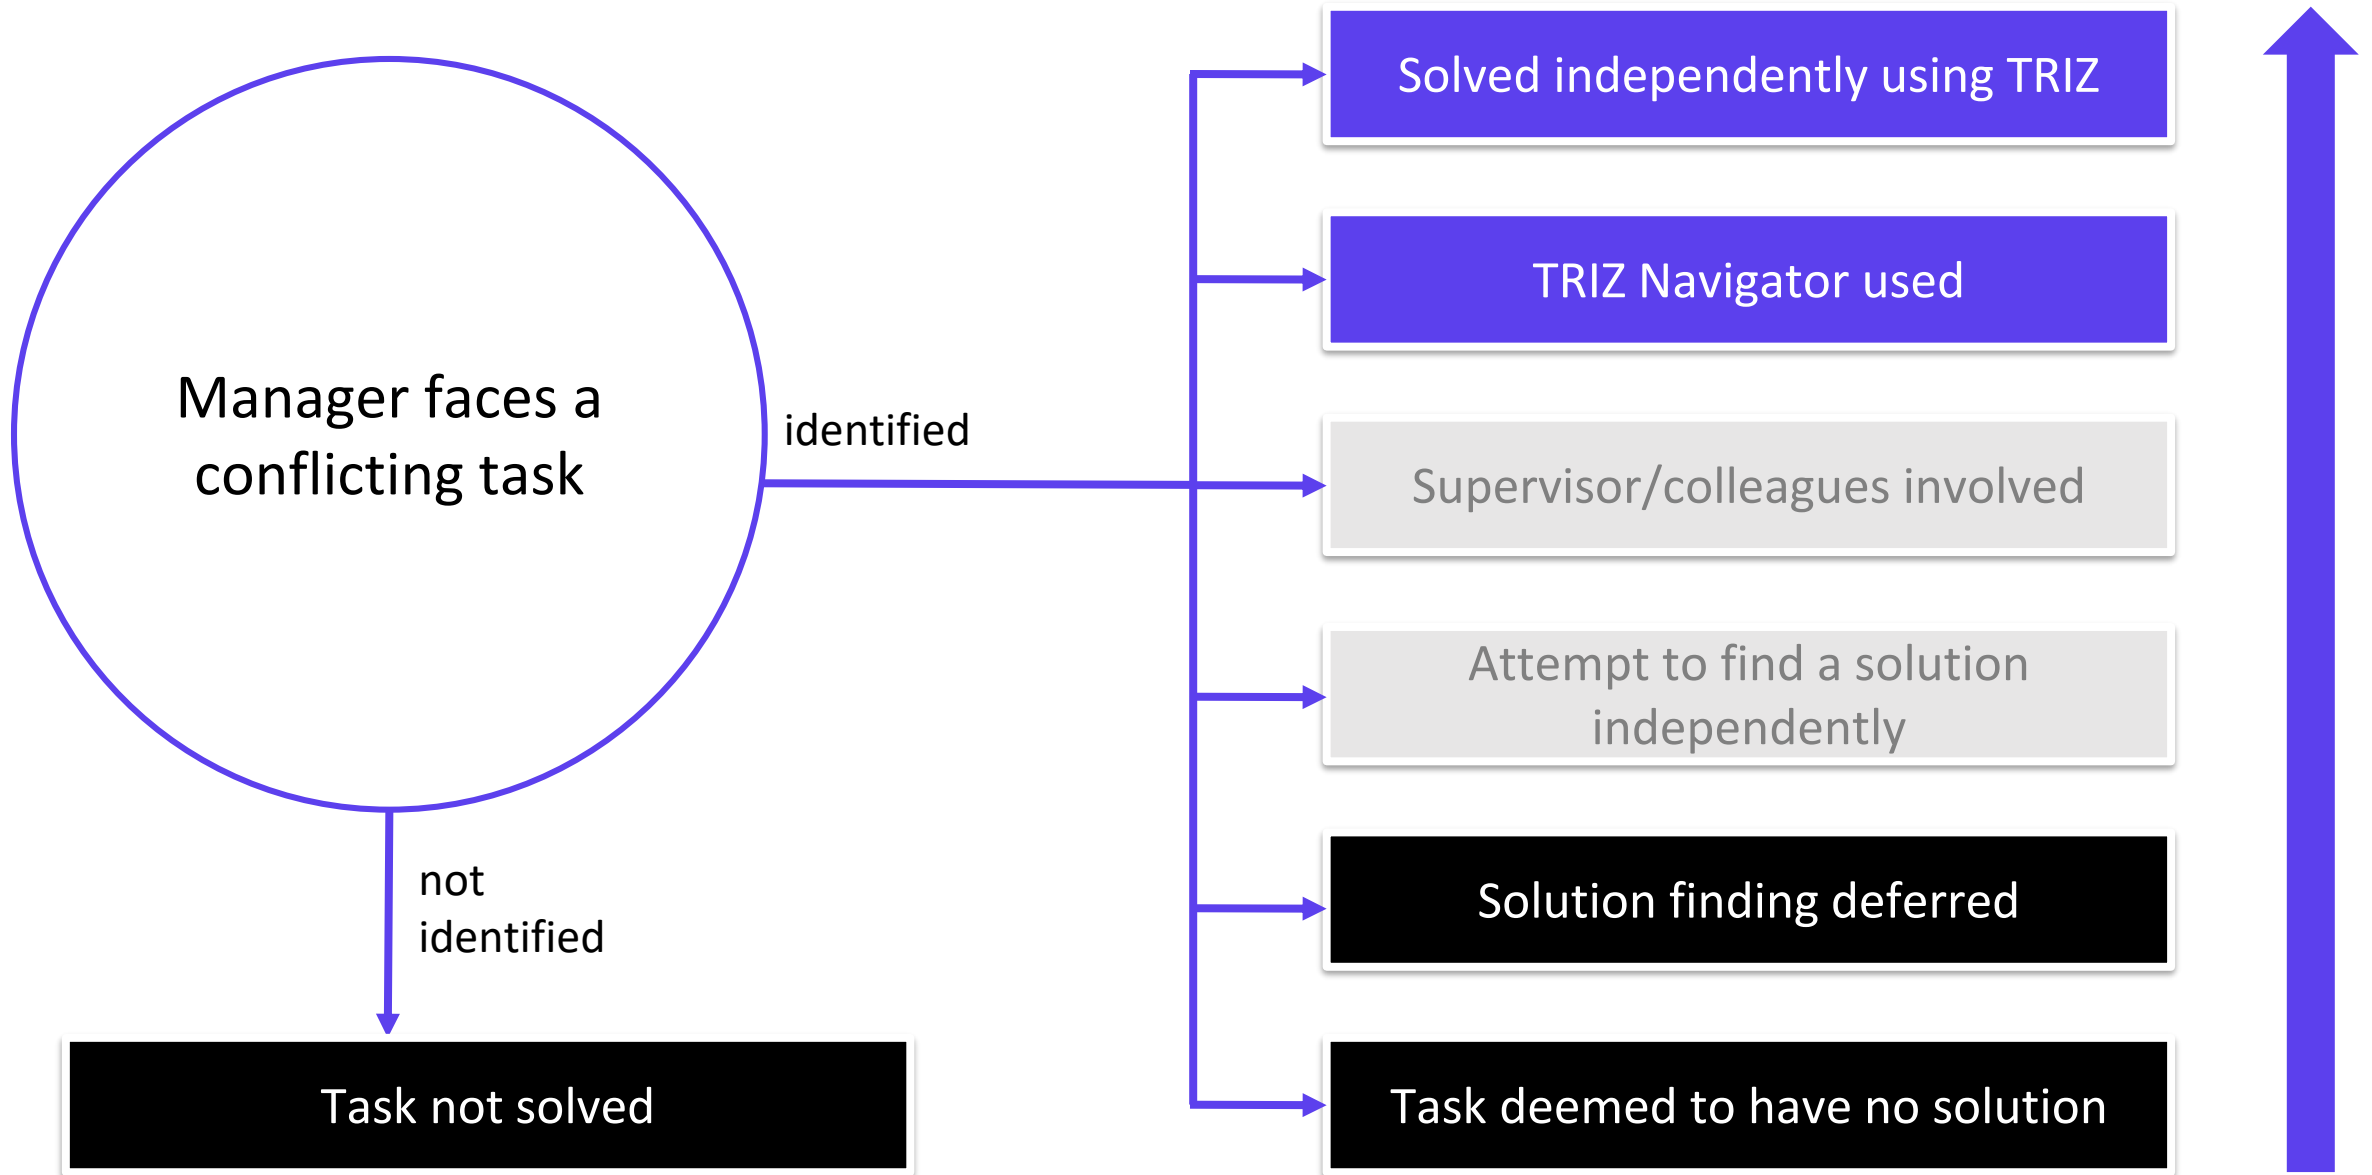 Manager faces a
conflicting task
identified
not
identified
Task not solved
Solved independently using TRIZ
TRIZ Navigator used
Supervisor/colleagues involved
Attempt to find a solution
independently
Solution finding deferred
Task deemed to have no solution